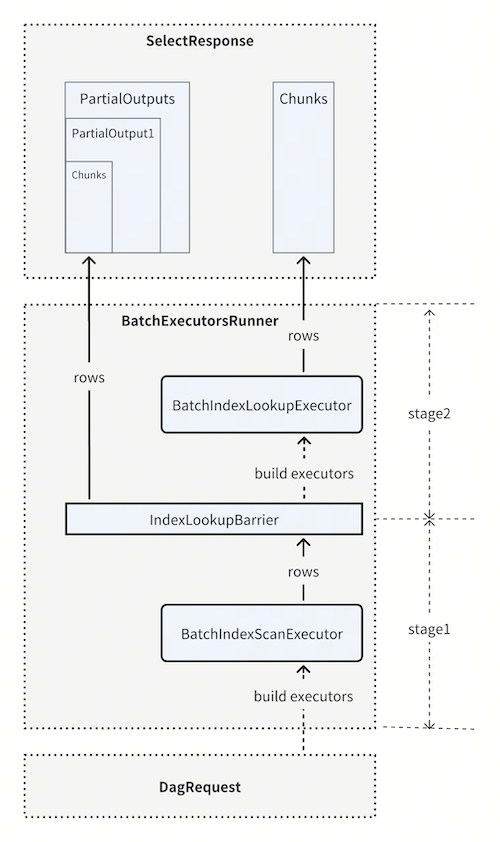 SelectResponse
PartialOutputs
Chunks
PartialOutput1
Chunks
BatchExecutorsRunner
rows
rows
BatchIndexLookupExecutor
stage2
build executors
IndexLookupBarrier
rows
BatchIndexScanExecutor
stage1
build executors
DagRequest